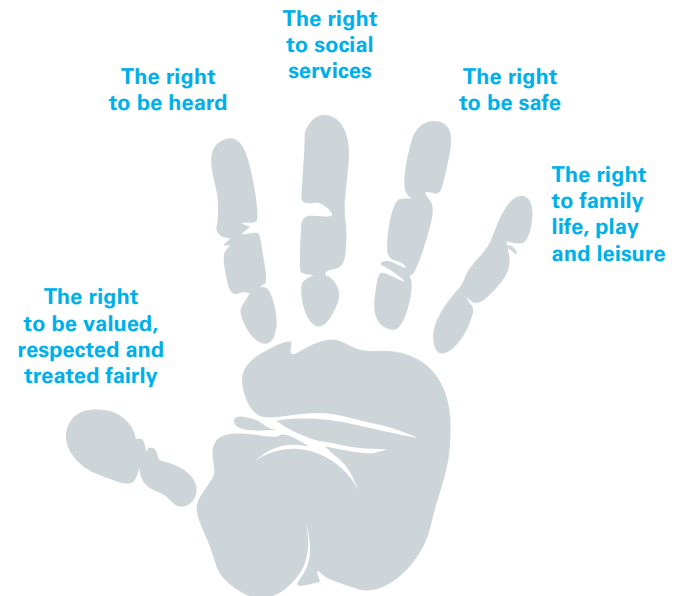 The right
to social
services
The right
to be heard
The right
to be safe
The right
to family
life, play
and leisure
The right
to be valued,
respected and
treated fairly